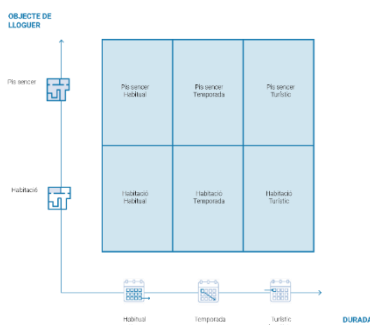 OBJECTE DE
LLOGUER
Pis sencer
Pis sencer
Habitual
Pis sencer
Temporada
Pis sencer
Turístic
Habitació
Habitació
Habitual
Habitació
Temporada
Habitació
Turístic
Habitual
Temporada
Turístic
DURADA